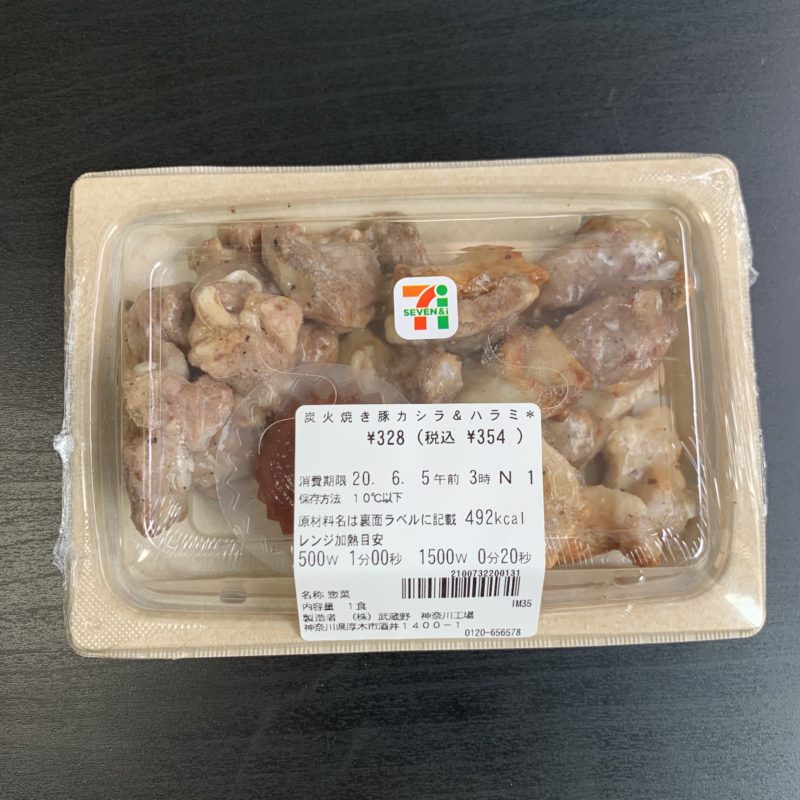 7i
SEVEN&i
炭火焼き豚カシラ&ハラミ*
¥328 (税込 ¥354 )
消費期限 20. 6. 5午前 3時 N 1
保存方法 10℃以下
原材料名は裏面ラベルに記載 492kcal
レンジ加熱目安
500W 1分00秒 1500W 0分20秒
2100732200131
名称 惣菜
内容量 1食 IM35
製造者 (株) 武蔵野 神奈川工場
神奈川県厚木市酒井1400-1
0120-656578